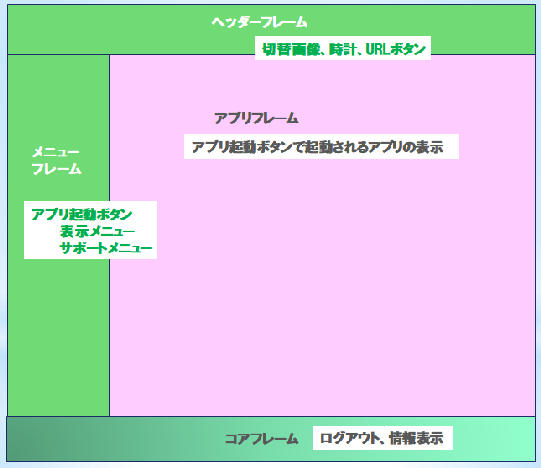 ヘッダーフレーム
切替画像、時計、URLボタン
アプリフレーム
アプリ起動ボタンで起動されるアプリの表示
メニュー
フレーム
アプリ起動ボタン
表示メニュー
サポートメニュー
コアフレーム
ログアウト、情報表示